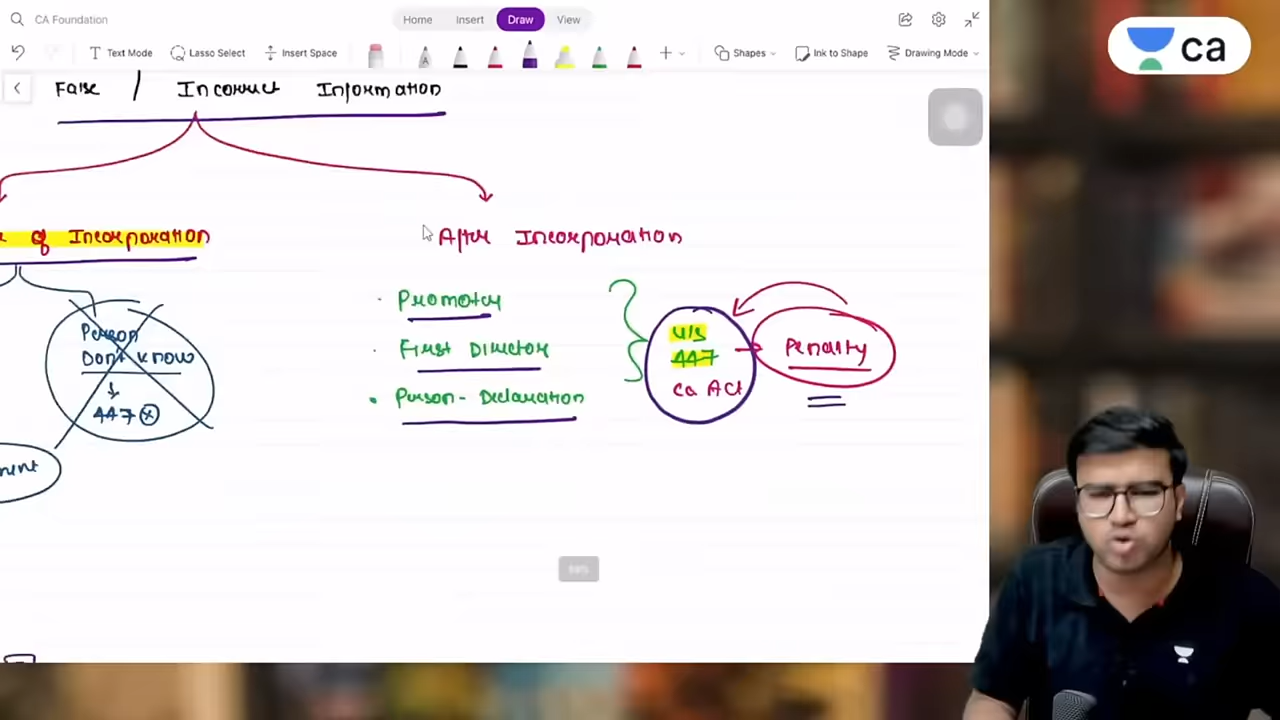 CA Foundation
Home Insert Draw View
Text Mode Lasso Select Insert Space Shapes Ink to Shape Drawing Mode
ca
False / Incorrect Information
of Incorporation
After Incorporation
Person
Don't know
447
Promoter
First Director
Person - Declaration
u/s
447
Co Act
Penalty